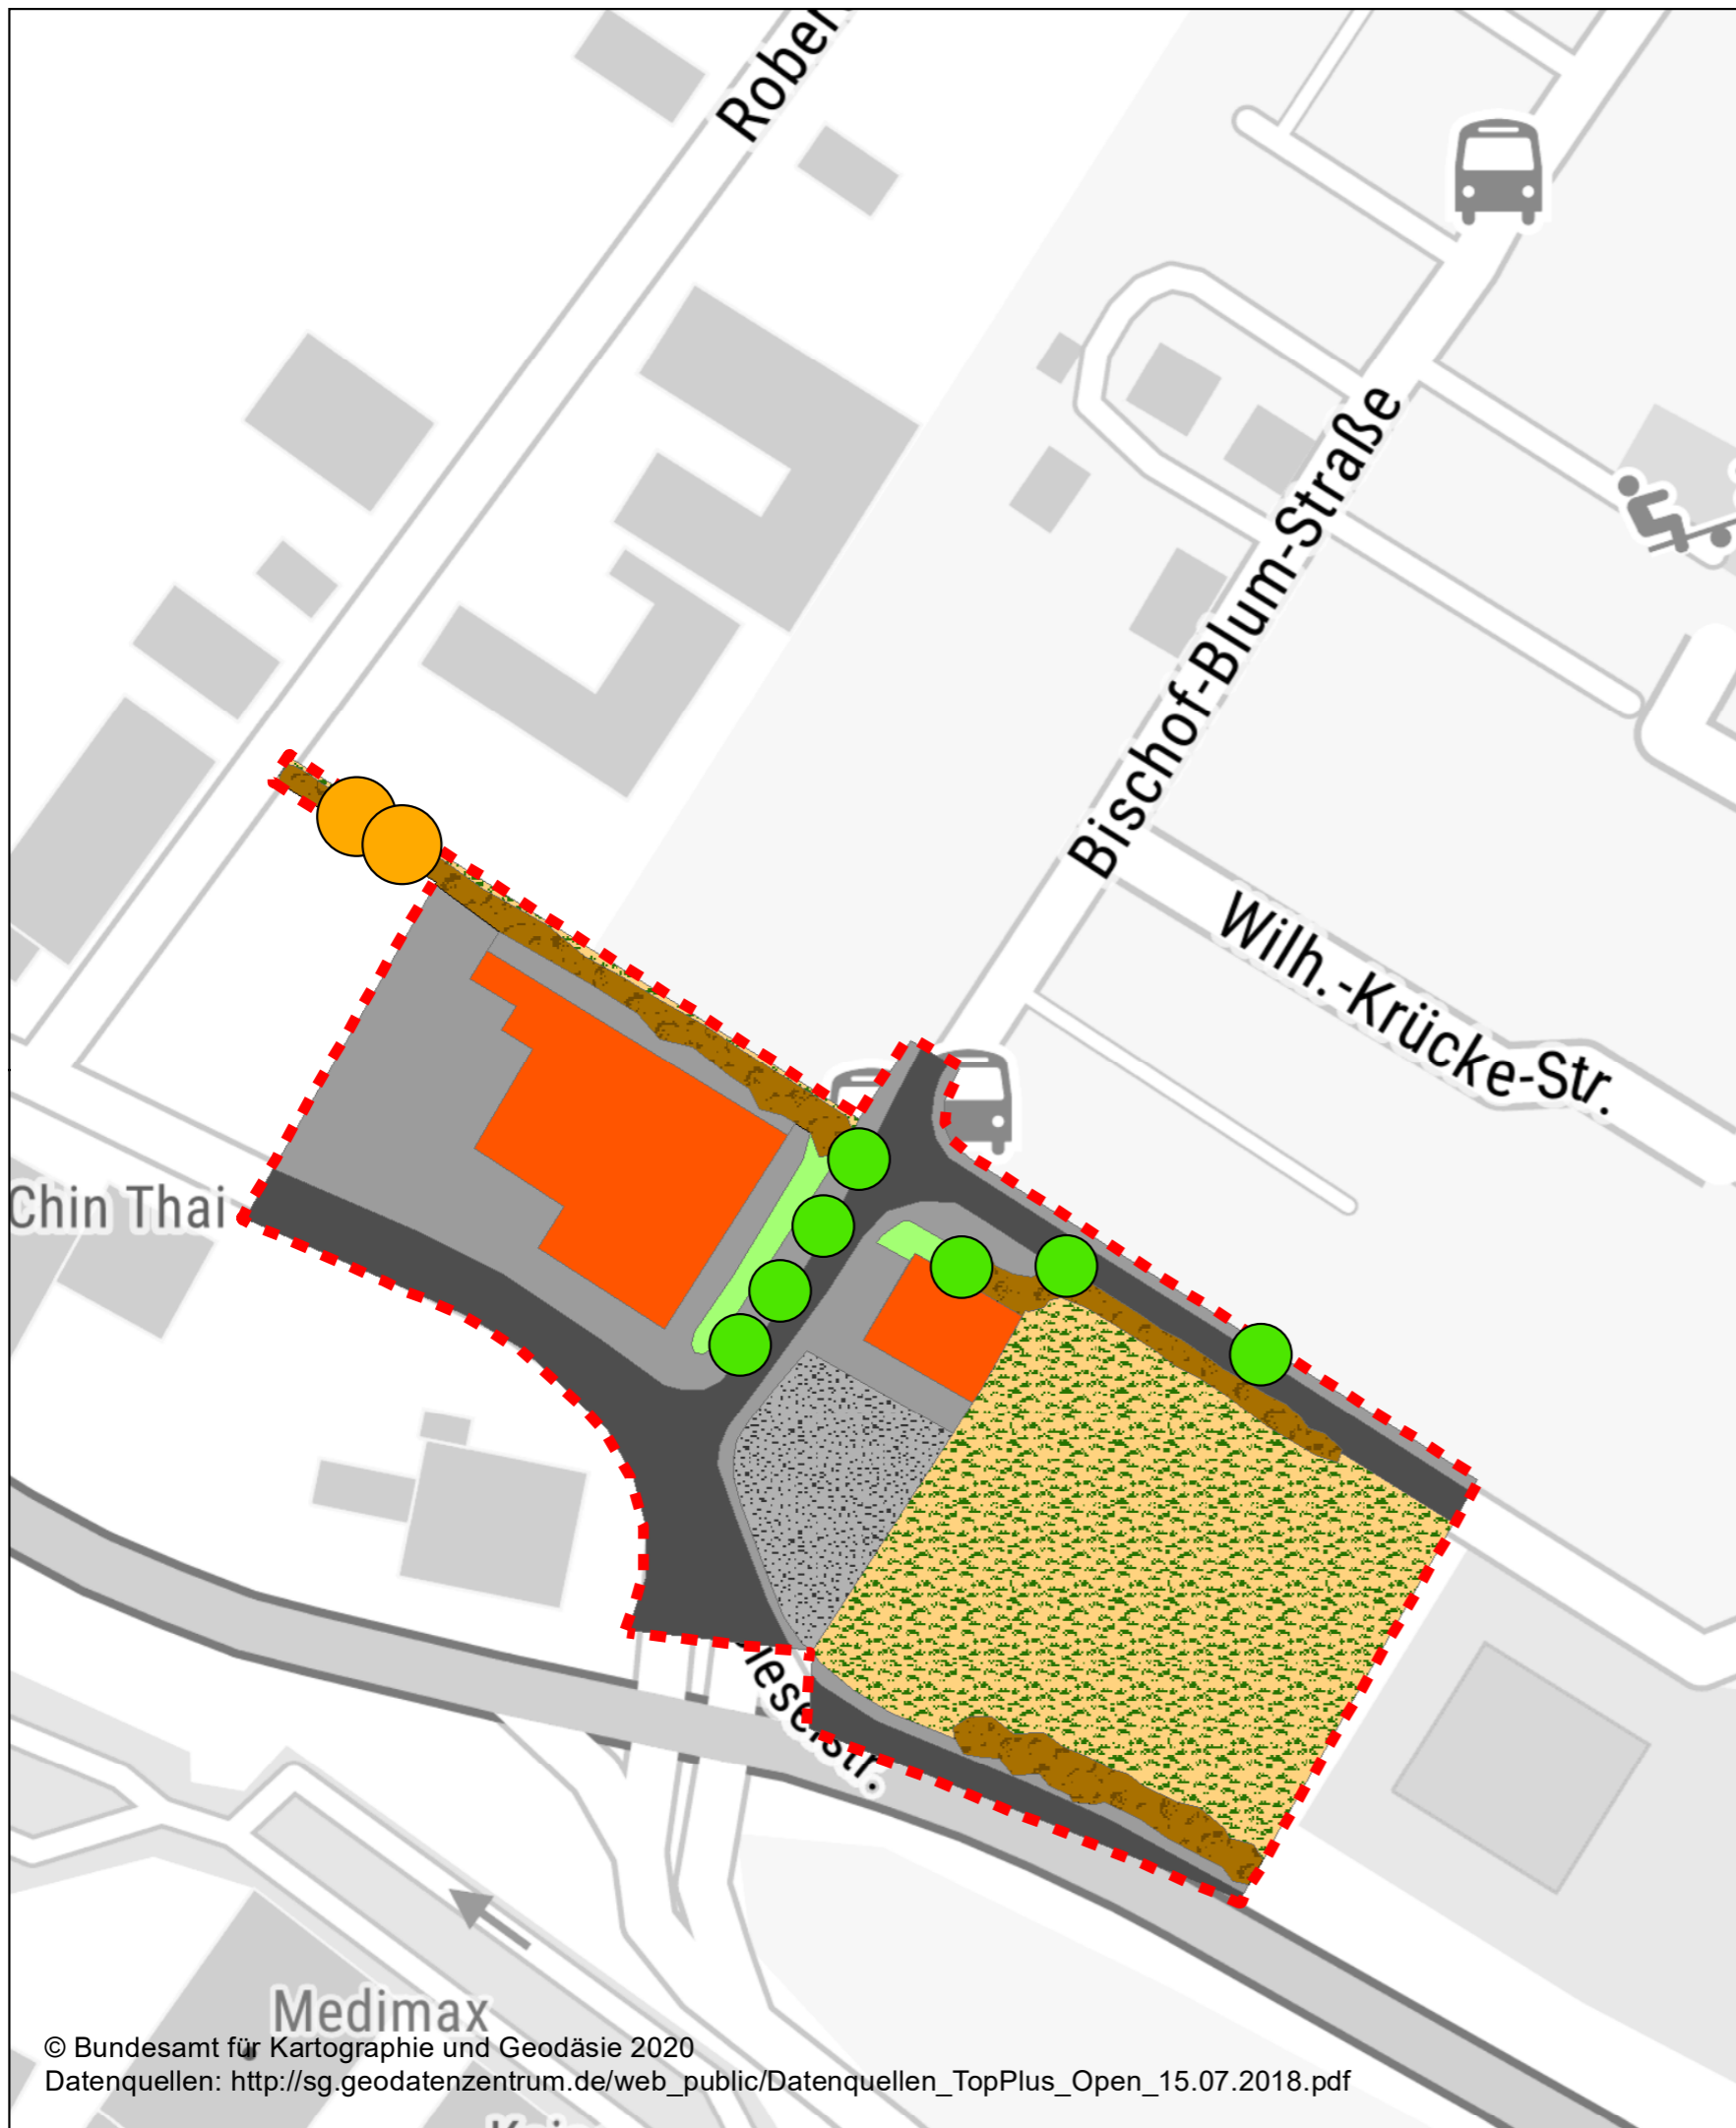 Bischof-Blum-Straße
Wilh.-Krücke-Str.
Chin Thai
Medimax
© Bundesamt für Kartographie und Geodäsie 2020
Datenquellen: http://sg.geodatenzentrum.de/web_public/Datenquellen_TopPlus_Open_15.07.2018.pdf